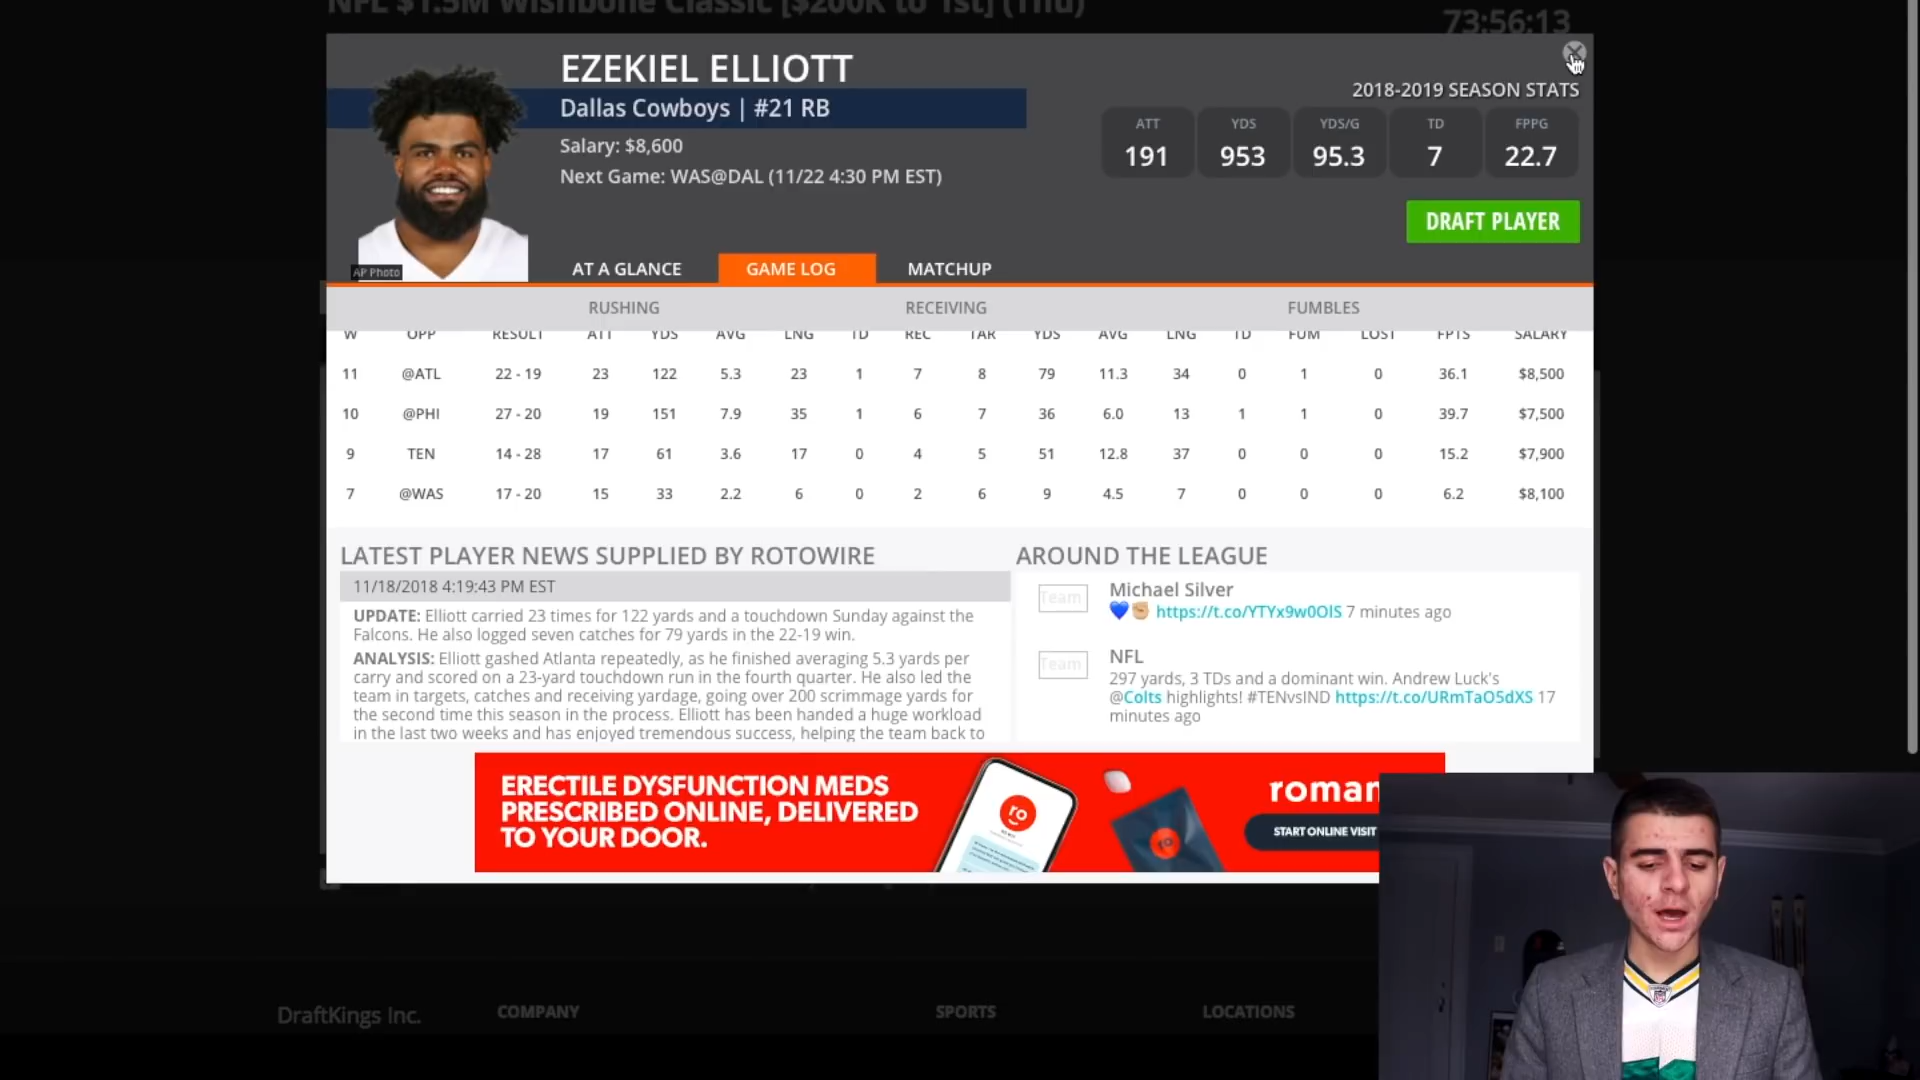 NFL $1.5M Wishbone Classic [$200K to 1st] (Thu)
73:56:13
EZEKIEL ELLIOTT
Dallas Cowboys | #21 RB
Salary: $8,600
Next Game: WAS@DAL (11/22 4:30 PM EST)
AP Photo
2018-2019 SEASON STATS
ATT YDS YDS/G TD FPPG
191 953 95.3 7 22.7
DRAFT PLAYER
AT A GLANCE GAME LOG MATCHUP
RUSHING RECEIVING FUMBLES
W OPP RESULT ATT YDS AVG LNG TD REC TAR YDS AVG LNG TD FUM LOST FPTS SALARY
11 @ATL 22 - 19 23 122 5.3 23 1 7 8 79 11.3 34 0 1 0 36.1 $8,500
10 @PHI 27 - 20 19 151 7.9 35 1 6 7 36 6.0 13 1 1 0 39.7 $7,500
9 TEN 14 - 28 17 61 3.6 17 0 4 5 51 12.8 37 0 0 0 15.2 $7,900
7 @WAS 17 - 20 15 33 2.2 6 0 2 6 9 4.5 7 0 0 0 6.2 $8,100
LATEST PLAYER NEWS SUPPLIED BY ROTOWIRE
11/18/2018 4:19:43 PM EST
UPDATE: Elliott carried 23 times for 122 yards and a touchdown Sunday against the
Falcons. He also logged seven catches for 79 yards in the 22-19 win.
ANALYSIS: Elliott gashed Atlanta repeatedly, as he finished averaging 5.3 yards per
carry and scored on a 23-yard touchdown run in the fourth quarter. He also led the
team in targets, catches and receiving yardage, going over 200 scrimmage yards for
the second time this season in the process. Elliott has been handed a huge workload
in the last two weeks and has enjoyed tremendous success, helping the team back to
AROUND THE LEAGUE
Team
Michael Silver
💙✊🏼 https://t.co/YTYx9w0OlS 7 minutes ago
Team
NFL
297 yards, 3 TDs and a dominant win. Andrew Luck's
@Colts highlights! #TENvsIND https://t.co/URmTaO5dXS 17
minutes ago
ERECTILE DYSFUNCTION MEDS
PRESCRIBED ONLINE, DELIVERED
TO YOUR DOOR.
ro
ro
roman
START ONLINE VISIT
DraftKings Inc.
COMPANY
SPORTS
LOCATIONS